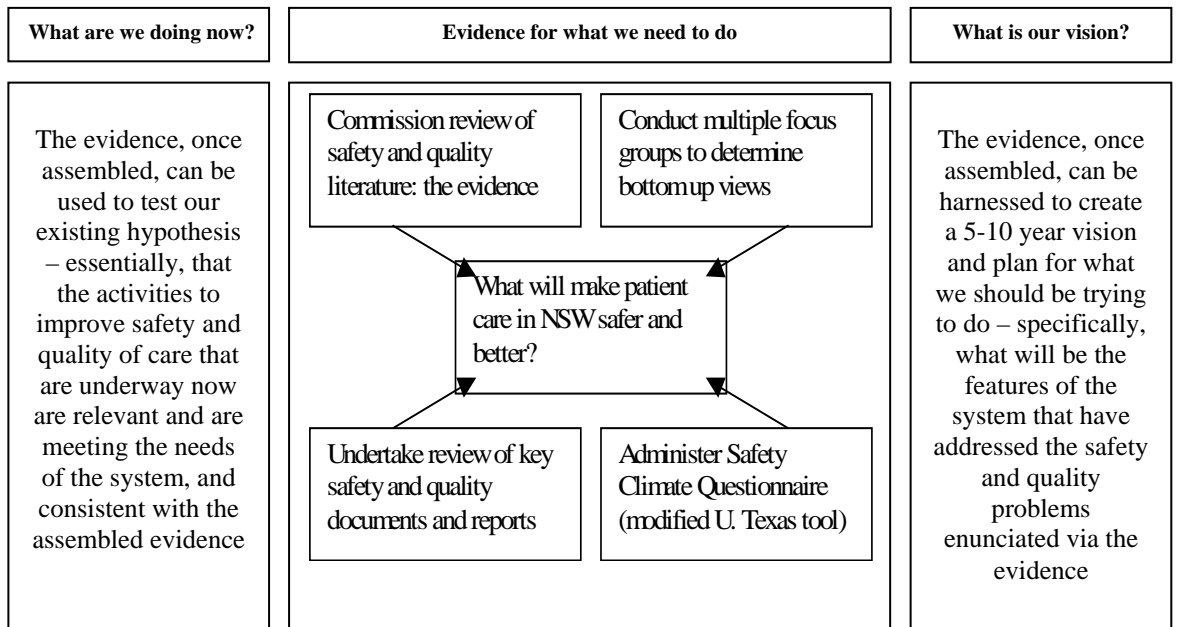 What are we doing now?
Evidence for what we need to do
What is our vision?
The evidence, once
assembled, can be
used to test our
existing hypothesis
– essentially, that
the activities to
improve safety and
quality of care that
are underway now
are relevant and are
meeting the needs
of the system, and
consistent with the
assembled evidence
Commission review of
safety and quality
literature: the evidence
Conduct multiple focus
groups to determine
bottom up views
What will make patient
care in NSW safer and
better?
Undertake review of key
safety and quality
documents and reports
Administer Safety
Climate Questionnaire
(modified U. Texas tool)
The evidence, once
assembled, can be
harnessed to create
a 5-10 year vision
and plan for what
we should be trying
to do – specifically,
what will be the
features of the
system that have
addressed the safety
and quality
problems
enunciated via the
evidence